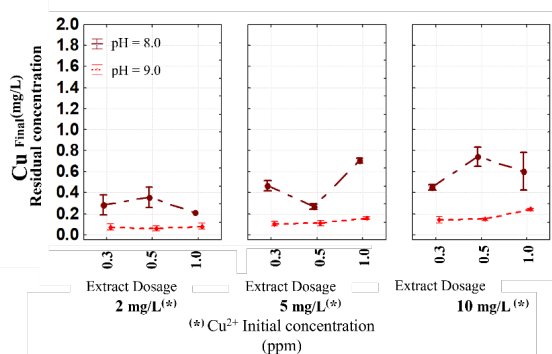 Cu Final(mg/L)
Residual concentration
2.0
1.8
1.6
1.4
1.2
1.0
0.8
0.6
0.4
0.2
0.0
pH = 8.0
pH = 9.0
0.3 0.5 1.0 0.3 0.5 1.0 0.3 0.5 1.0
Extract Dosage Extract Dosage Extract Dosage
2 mg/L(*) 5 mg/L(*) 10 mg/L(*)
(*) Cu2+ Initial concentration
(ppm)